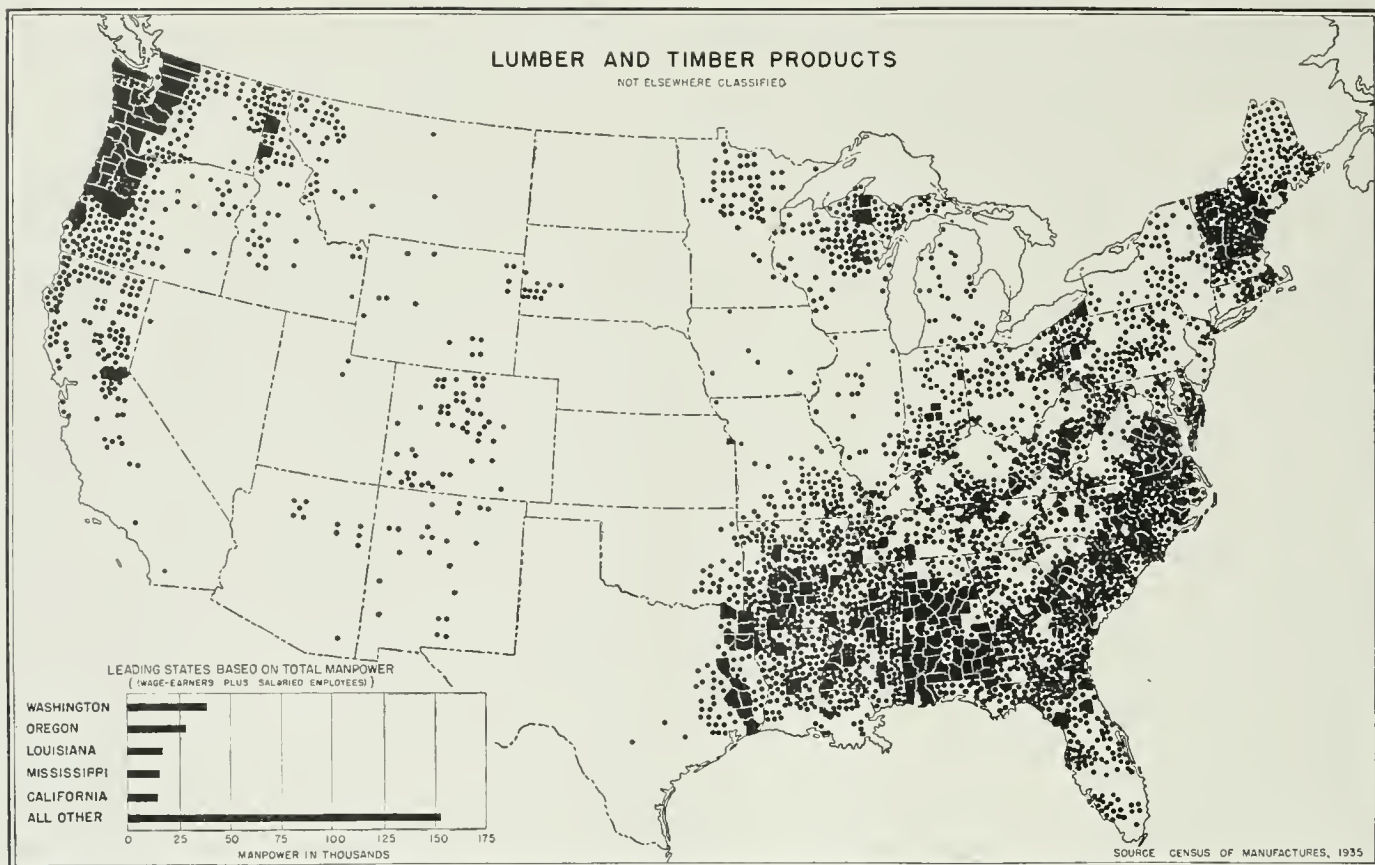 LUMBER AND TIMBER PRODUCTS
NOT ELSEWHERE CLASSIFIED
LEADING STATES BASED ON TOTAL MANPOWER
(WAGE-EARNERS PLUS SALARIED EMPLOYEES)
WASHINGTON
OREGON
LOUISIANA
MISSISSIPPI
CALIFORNIA
ALL OTHER
0 25 50 75 100 125 150 175
MANPOWER IN THOUSANDS
SOURCE CENSUS OF MANUFACTURES, 1935